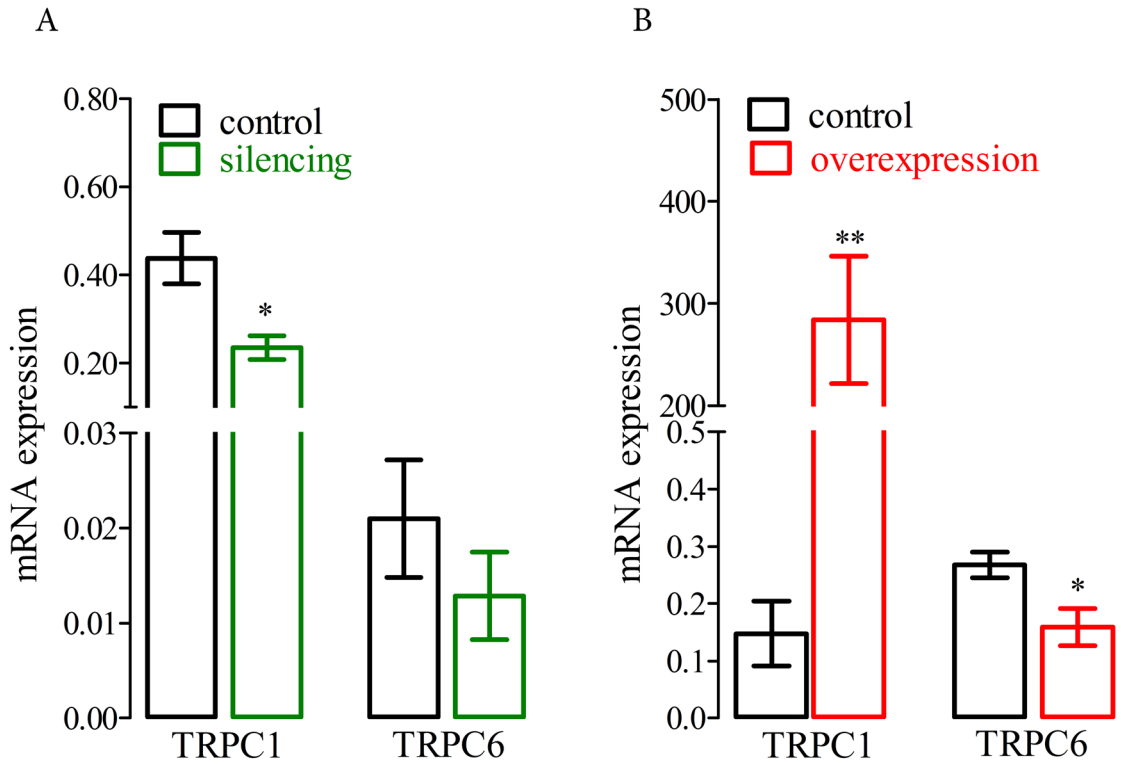 A
mRNA expression
0.80
0.60
0.40
0.20
0.03
0.02
0.01
0.00
control
silencing
*
TRPC1
TRPC6
B
mRNA expression
500
400
300
200
0.5
0.4
0.3
0.2
0.1
0.0
control
overexpression
**
*
TRPC1
TRPC6